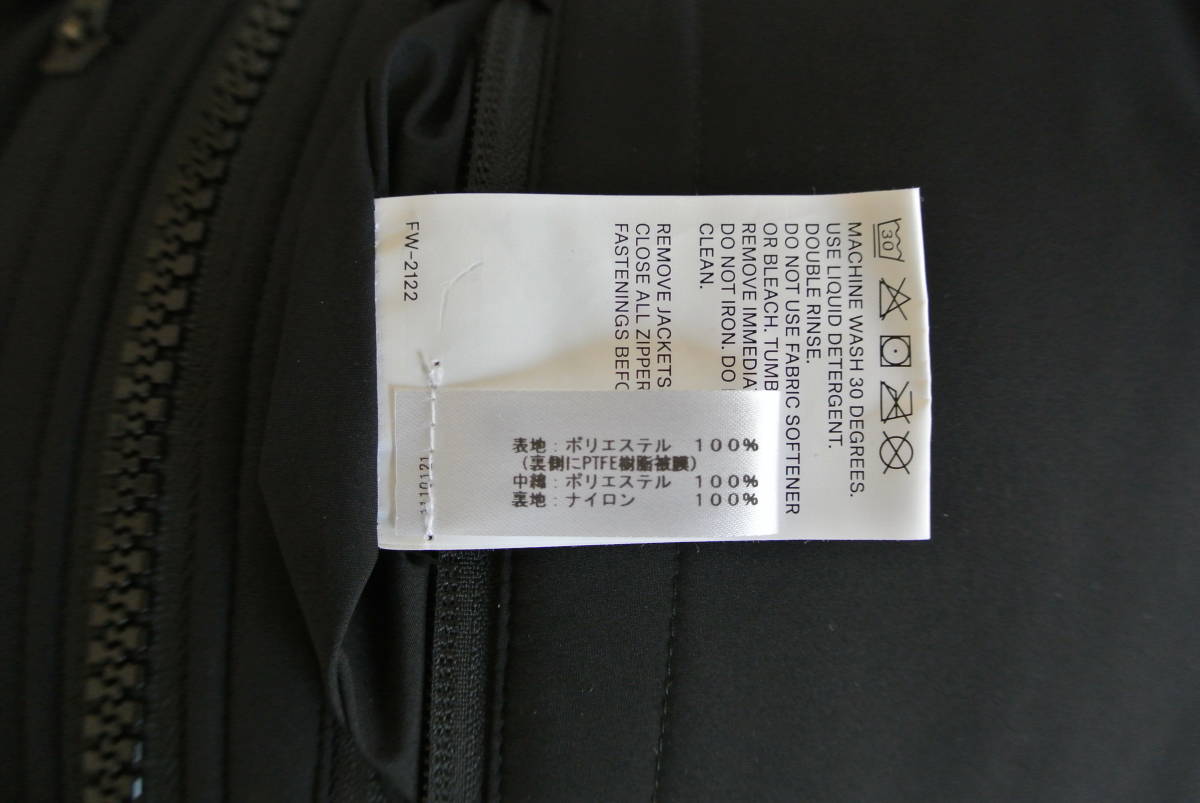 30
MACHINE WASH 30 DEGREES.
USE LIQUID DETERGENT.
DOUBLE RINSE.
DO NOT USE FABRIC SOFTENER
OR BLEACH. TUMB
REMOVE IMMEDIA
DO NOT IRON. DO
CLEAN.
REMOVE JACKETS
CLOSE ALL ZIPPER
FASTENINGS BEFO
FW-2122
表地:ポリエステル 100%
(裏側にPTFE樹脂被膜)
中綿:ポリエステル 100%
裏地:ナイロン 100%